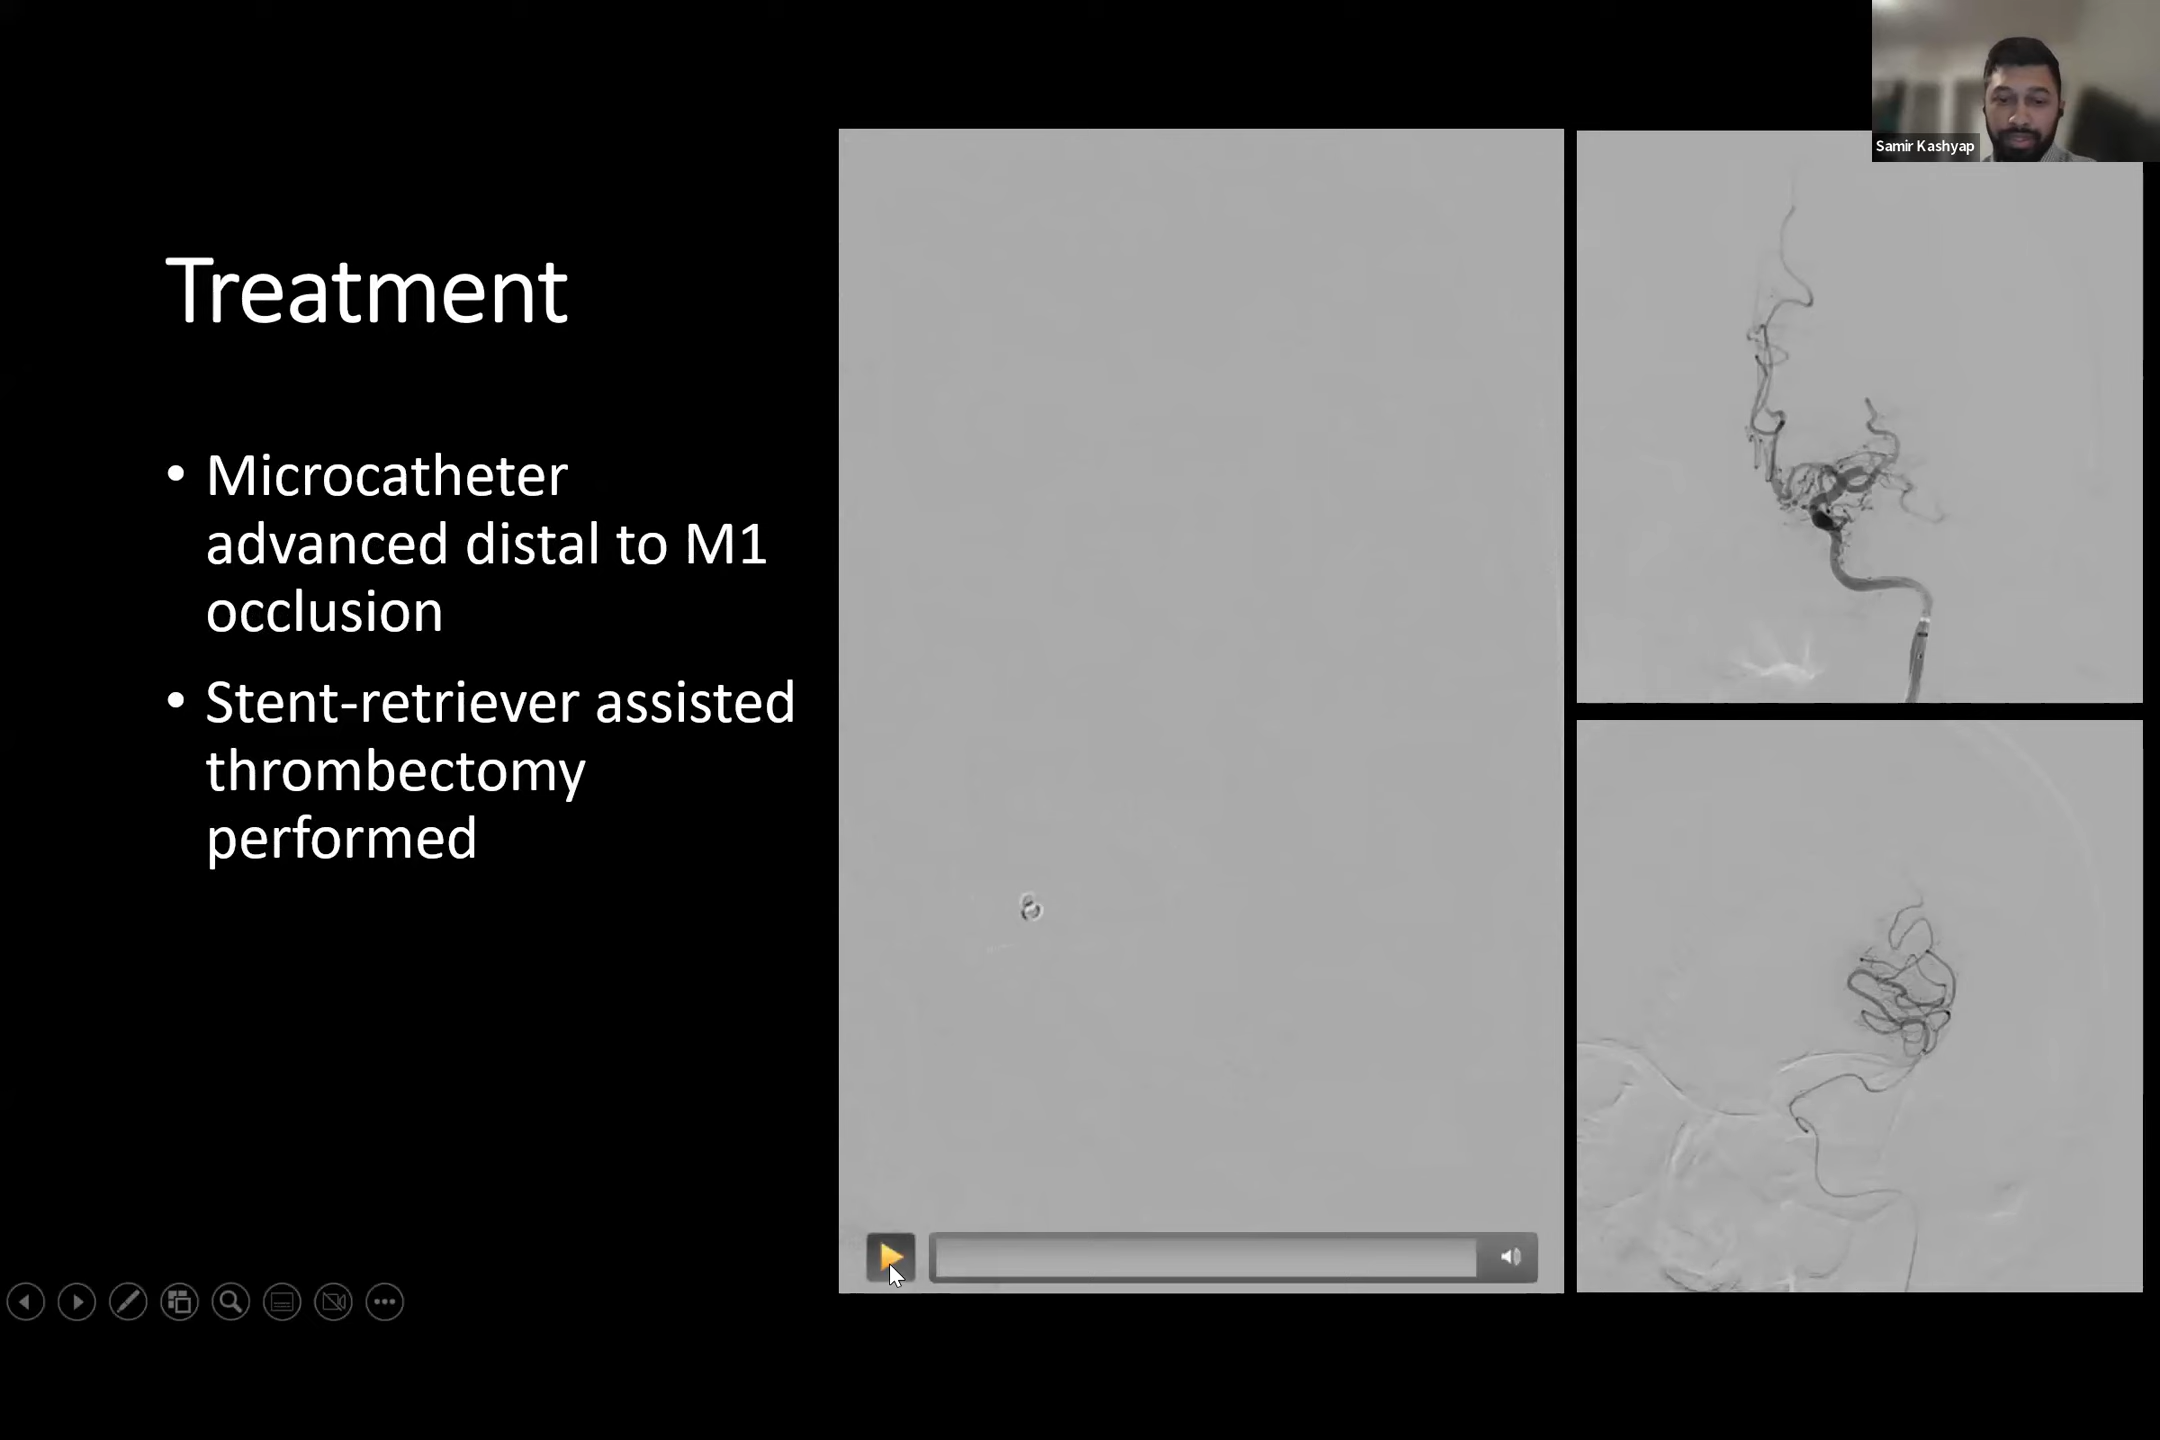 Samir Kashyap
Treatment
• Microcatheter
advanced distal to M1
occlusion
• Stent-retriever assisted
thrombectomy
performed